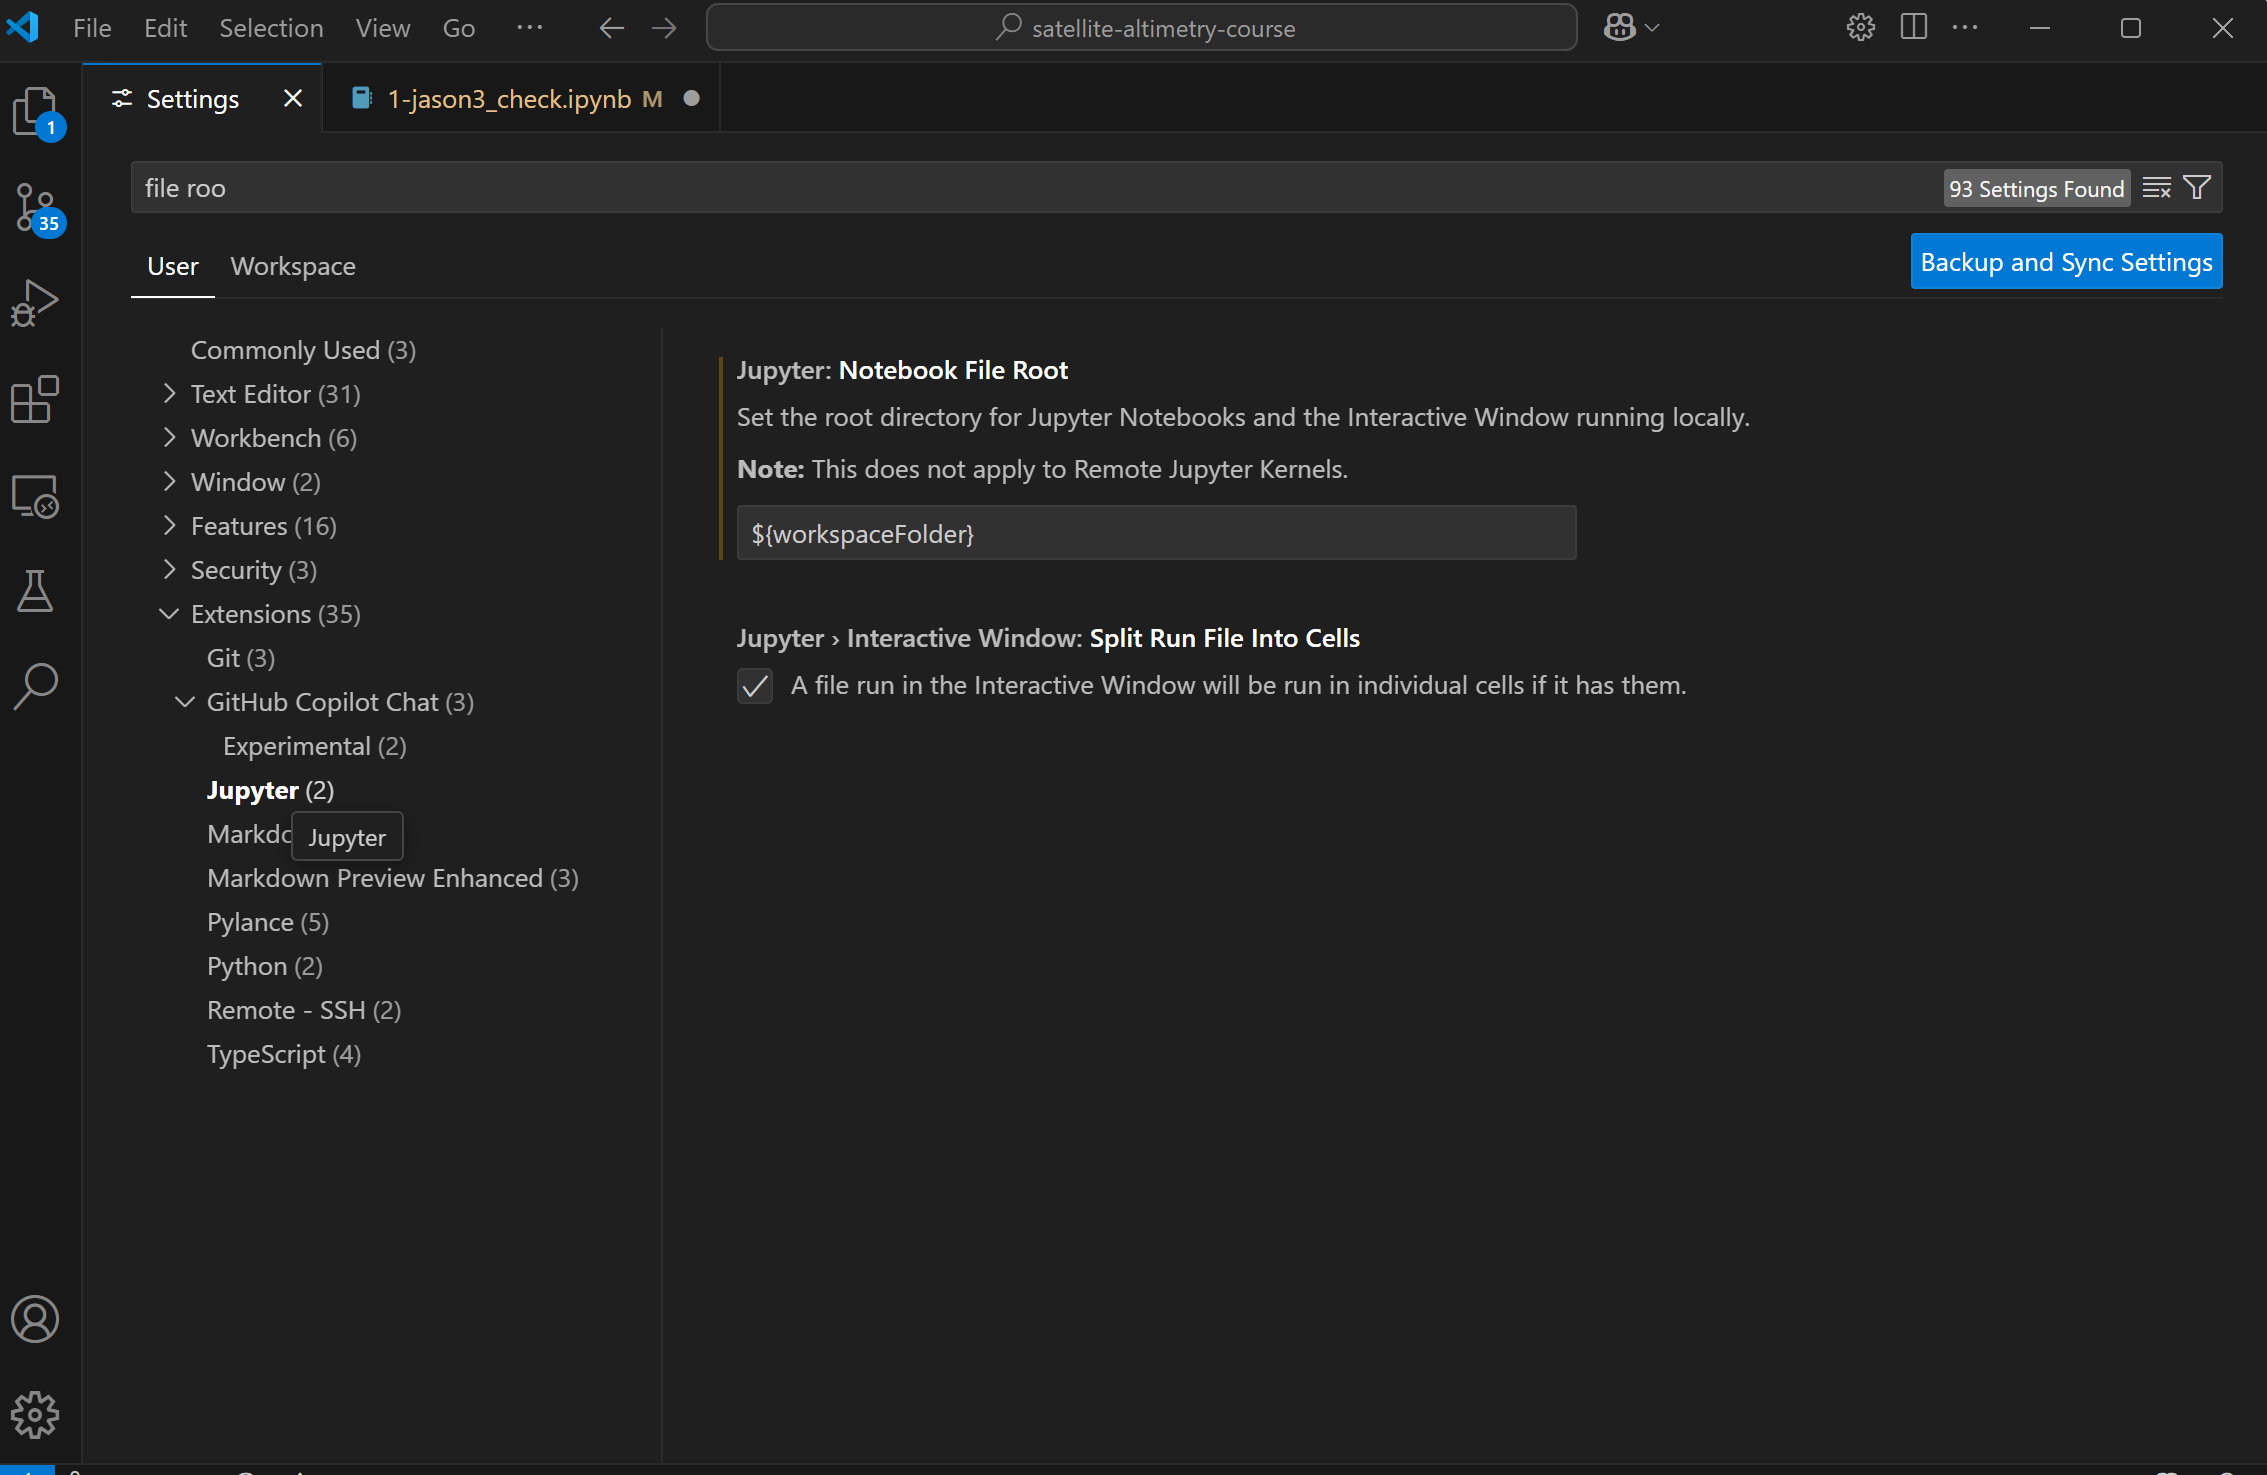 File Edit Selection View Go ··· satellite-altimetry-course
Settings 1-jason3_check.ipynb M
1
35
file roo 93 Settings Found
User Workspace Backup and Sync Settings
Commonly Used (3)
Text Editor (31)
Workbench (6)
Window (2)
Features (16)
Security (3)
Extensions (35)
Git (3)
GitHub Copilot Chat (3)
Experimental (2)
Jupyter (2)
Markdo
Jupyter
Markdown Preview Enhanced (3)
Pylance (5)
Python (2)
Remote - SSH (2)
TypeScript (4)
Jupyter: Notebook File Root
Set the root directory for Jupyter Notebooks and the Interactive Window running locally.
Note: This does not apply to Remote Jupyter Kernels.
${workspaceFolder}
Jupyter › Interactive Window: Split Run File Into Cells
A file run in the Interactive Window will be run in individual cells if it has them.